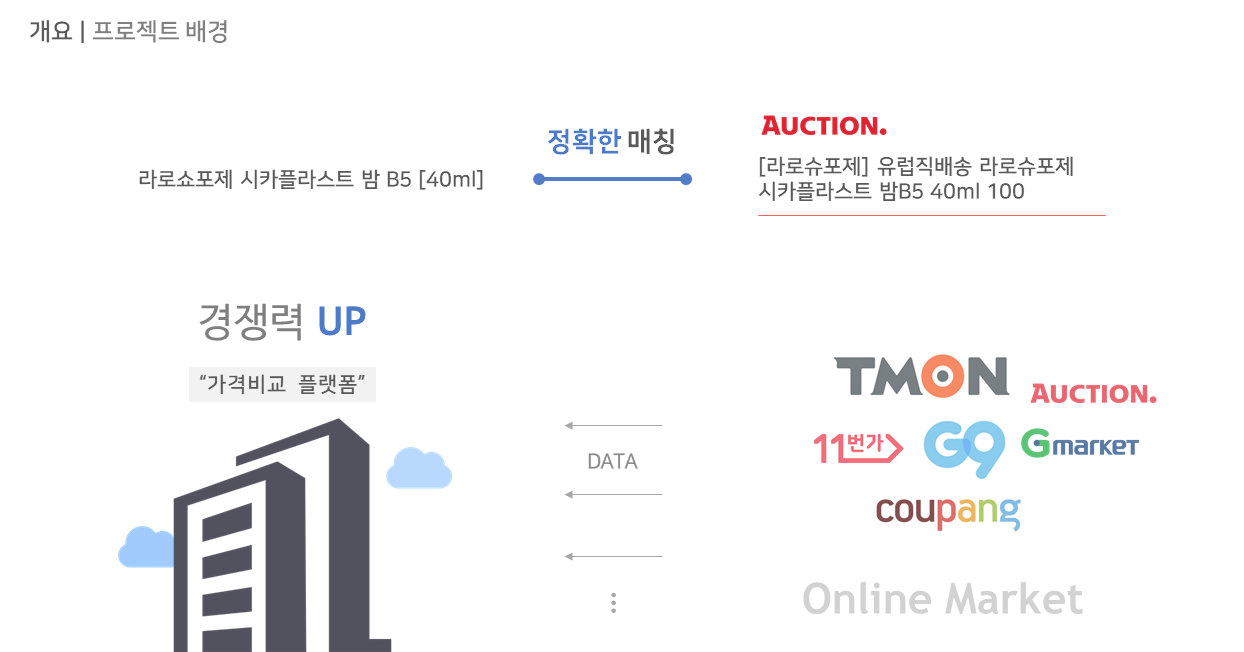 개요 | 프로젝트 배경
정확한 매칭
라로쇼포제 시카플라스트 밤 B5 [40ml]
AUCTION.
[라로슈포제] 유럽직배송 라로슈포제
시카플라스트 밤B5 40ml 100
경쟁력 UP
“가격비교 플랫폼”
DATA
TMON
AUCTION.
11번가
G9
Gmarket
coupang
Online Market